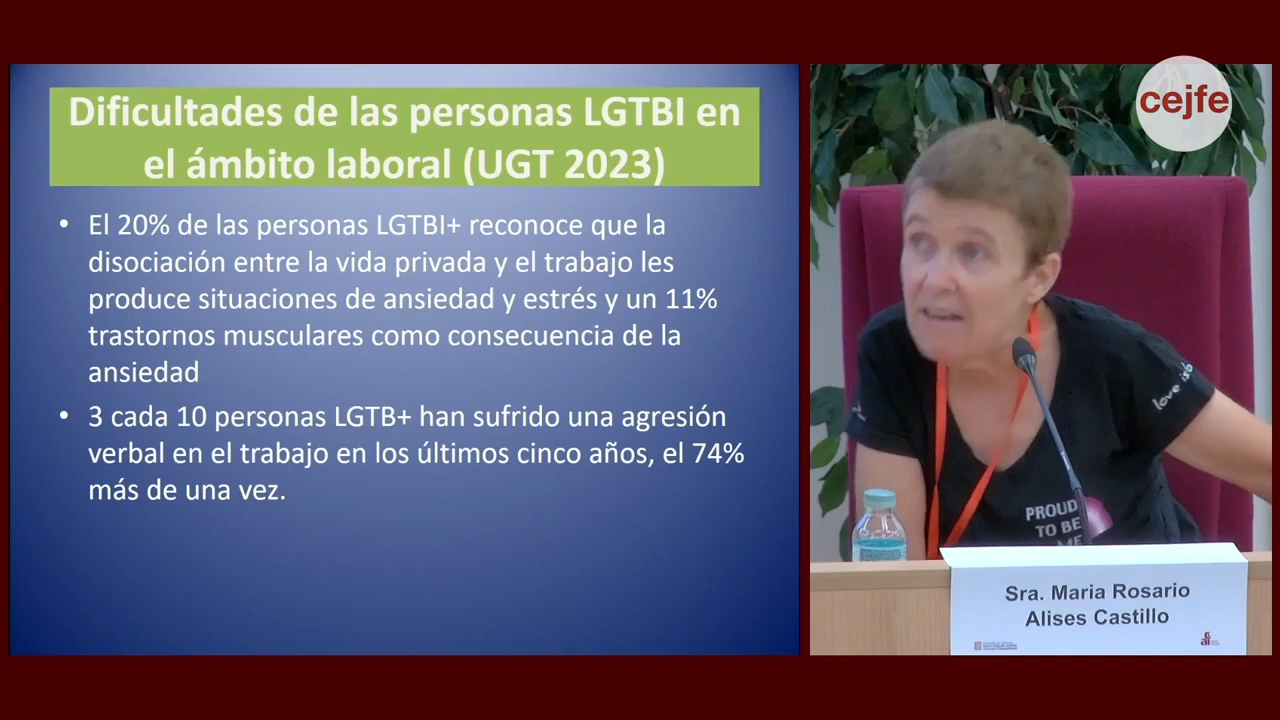 Dificultades de las personas LGTBI en
el ámbito laboral (UGT 2023)
• El 20% de las personas LGTBI+ reconoce que la
disociación entre la vida privada y el trabajo les
produce situaciones de ansiedad y estrés y un 11%
trastornos musculares como consecuencia de la
ansiedad
• 3 cada 10 personas LGTB+ han sufrido una agresión
verbal en el trabajo en los últimos cinco años, el 74%
más de una vez.
cejfe
love is
PROUD
TO BE
ME
Sra. Maria Rosario
Alises Castillo